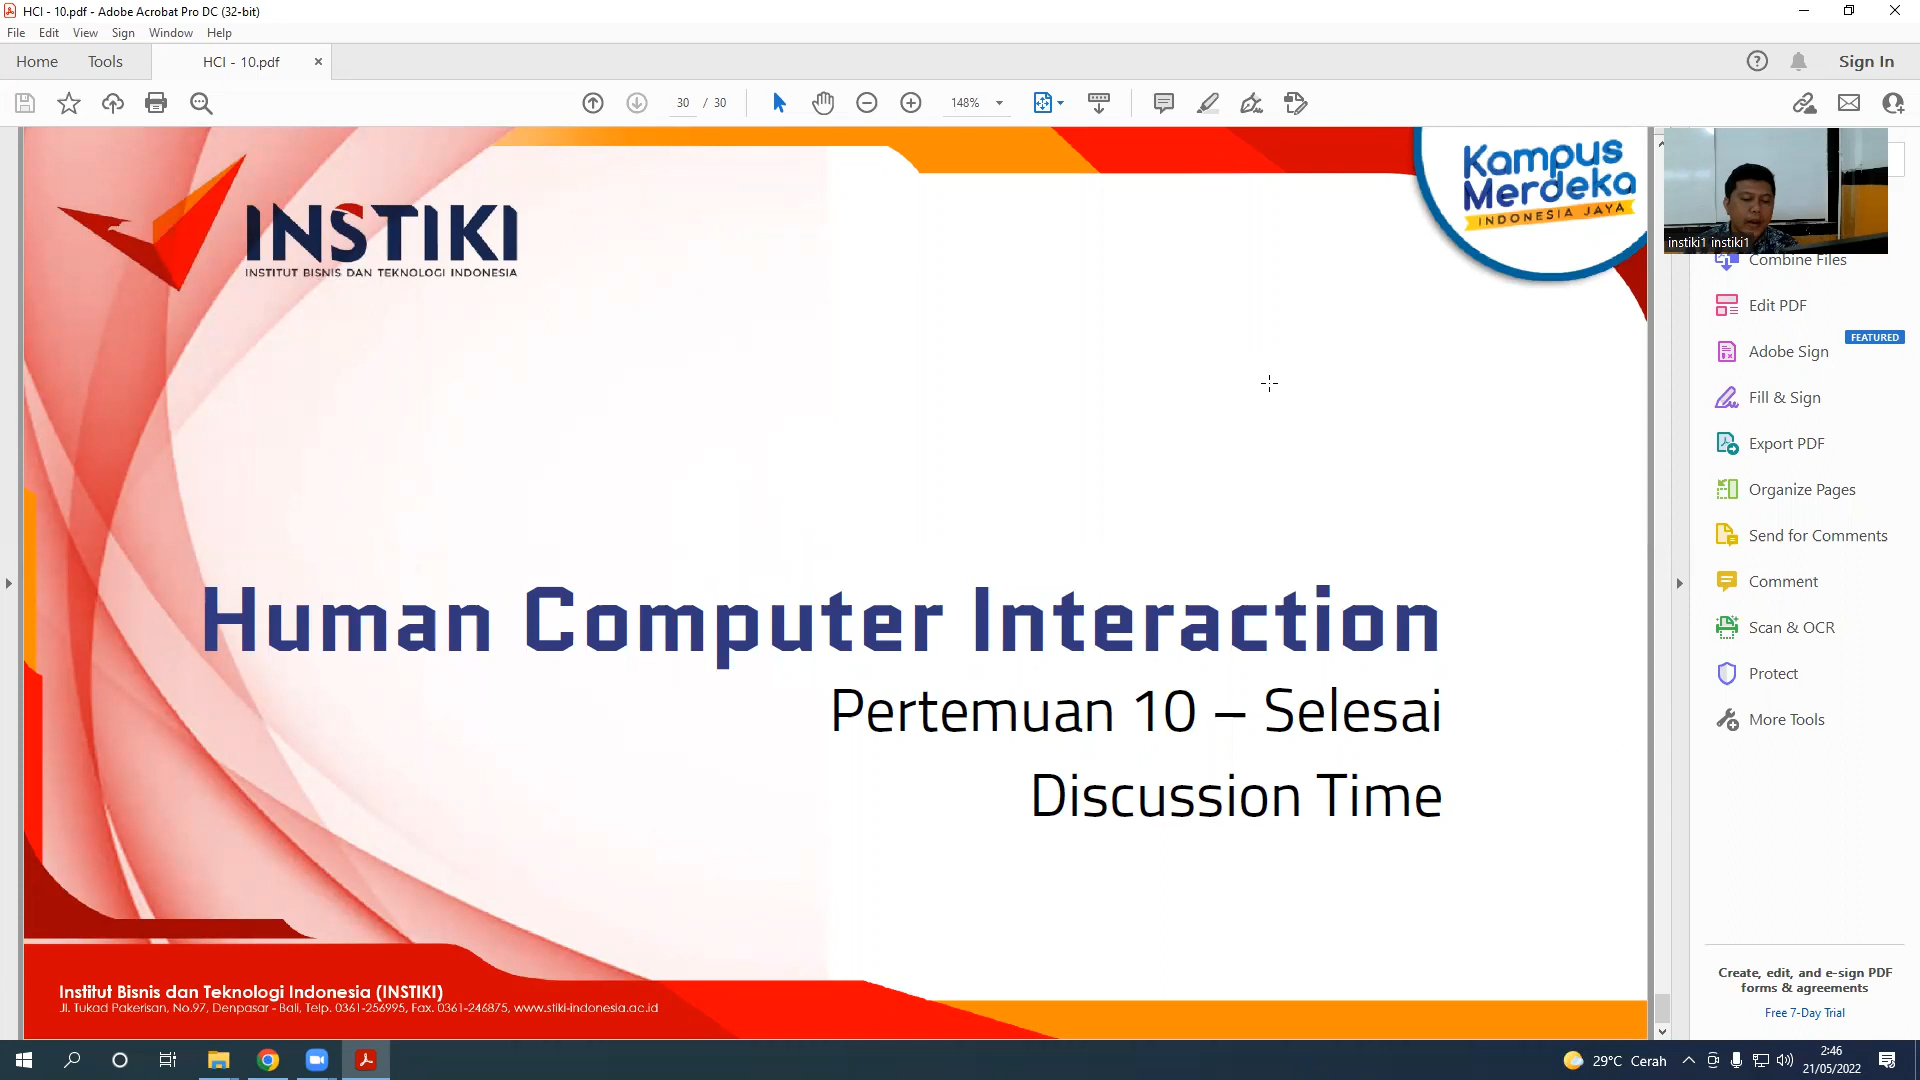 HCI - 10.pdf - Adobe Acrobat Pro DC (32-bit)
File Edit View Sign Window Help
Home Tools HCI - 10.pdf Sign In
30 / 30 148%
INSTIKI
INSTITUT BISNIS DAN TEKNOLOGI INDONESIA
Kampus
Merdeka
INDONESIA JAYA
instiki1 instiki1
Combine Files
Edit PDF
FEATURED
Adobe Sign
Fill & Sign
Export PDF
Organize Pages
Send for Comments
Comment
Scan & OCR
Protect
More Tools
Human Computer Interaction
Pertemuan 10 – Selesai
Discussion Time
Create, edit, and e-sign PDF
forms & agreements
Free 7-Day Trial
Institut Bisnis dan Teknologi Indonesia (INSTIKI)
Jl. Tukad Pakerisan, No.97, Denpasar - Bali, Telp. 0361-256995, Fax. 0361-246875, www.stiki-indonesia.ac.id
29°C Cerah
2:46
21/05/2022